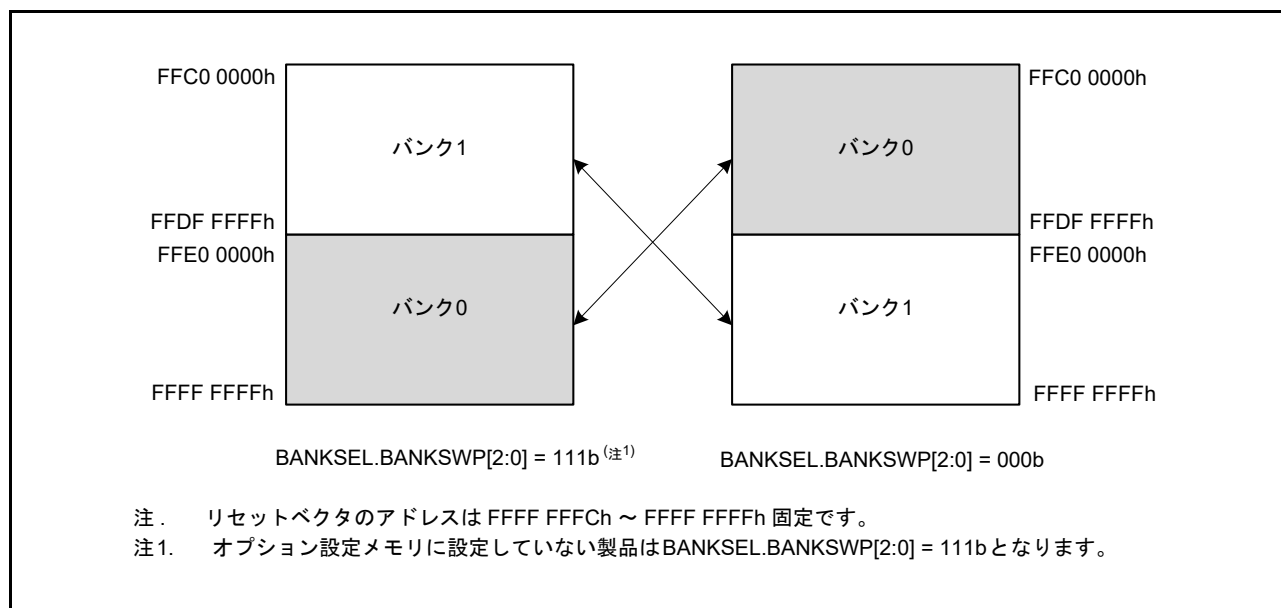 FFC0 0000h
バンク1
FFDF FFFFh
FFE0 0000h
バンク0
FFFF FFFFh
BANKSEL.BANKSWP[2:0] = 111b (注1)
FFC0 0000h
バンク0
FFDF FFFFh
FFE0 0000h
バンク1
FFFF FFFFh
BANKSEL.BANKSWP[2:0] = 000b
注 . リセットベクタのアドレスは FFFF FFFCh ～ FFFF FFFFh 固定です。
注1. オプション設定メモリに設定していない製品はBANKSEL.BANKSWP[2:0] = 111bとなります。